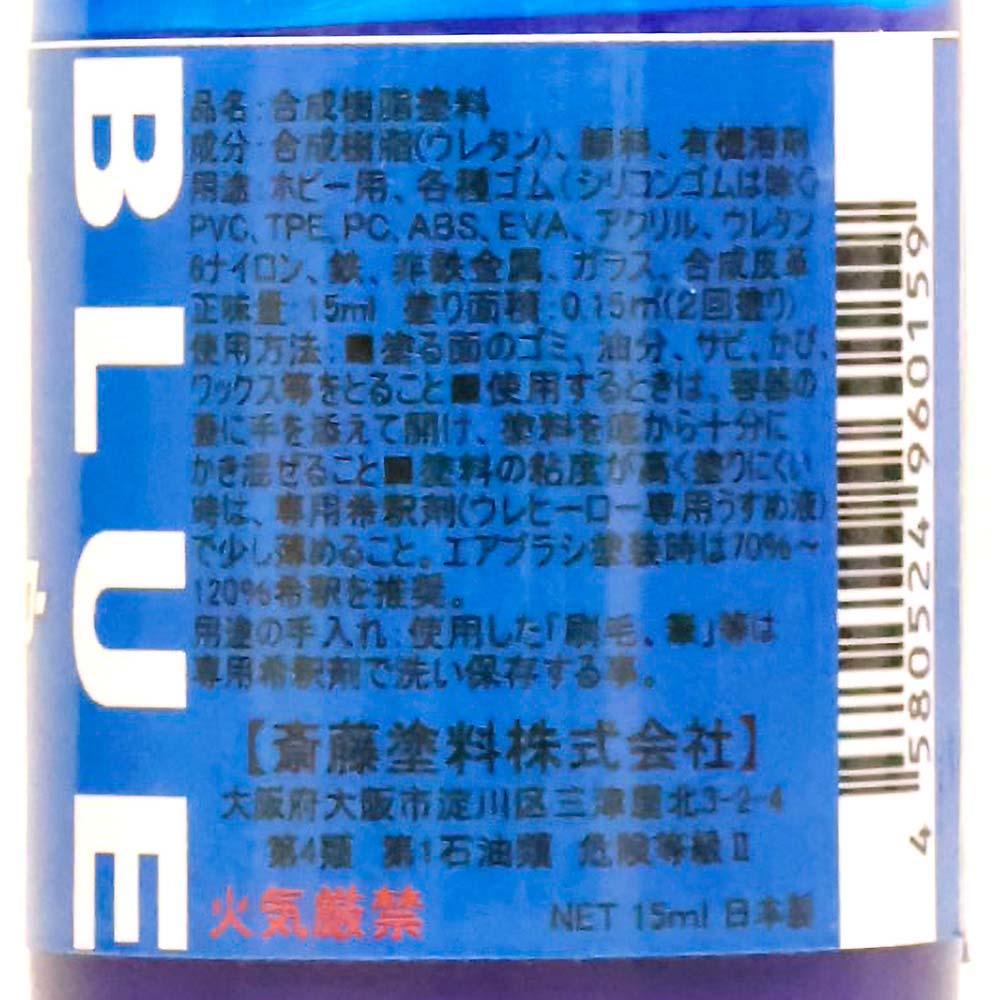 BLUE
品名:合成樹脂塗料
成分:合成樹脂(ウレタン)、顔料、有機溶剤
用途:ホビー用、各種ゴム(シリコンゴムは除く)
PVC、TPE、PC、ABS、EVA、アクリル、ウレタン
6ナイロン、鉄、非鉄金属、ガラス、合成皮革
正味量:15ml 塗り面積:0.15㎡(2回塗り)
使用方法:■塗る面のゴミ、油分、サビ、かび、
ワックス等をとること■使用するときは、容器の
蓋に手を添えて開け、塗料を底から十分に
かき混ぜること■塗料の粘度が高く塗りにくい
時は、専用希釈剤(ウレヒーロー専用うすめ液)
で少し薄めること。エアブラシ塗装時は70%~
120%希釈を推奨。
用途の手入れ:使用した「刷毛、筆」等は
専用希釈剤で洗い保存する事。
【斎藤塗料株式会社】
大阪府大阪市淀川区三津屋北3-2-4
第4類 第1石油類 危険等級Ⅱ
火気厳禁 NET 15ml 日本製
4580524960159